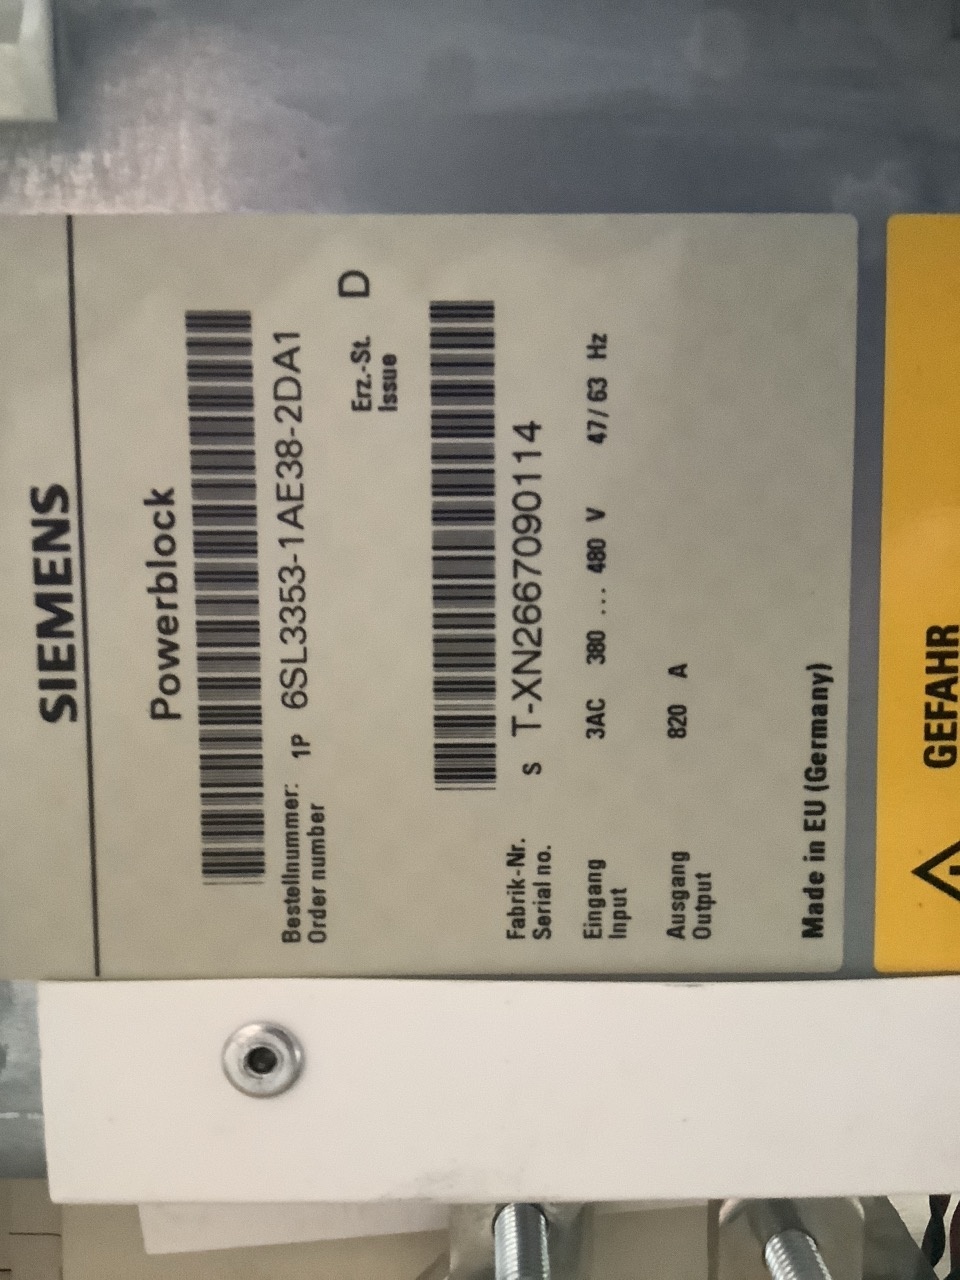 SIEMENS
Powerblock
Bestellnummer: 1P 6SL3353-1AE38-2DA1
Order number
Erz.-St. D
Issue
Fabrik-Nr. S T-XN2667090114
Serial no.
Eingang 3AC 380 ... 480 V 47/63 Hz
Input
Ausgang 820 A
Output
Made in EU (Germany)
GEFAHR